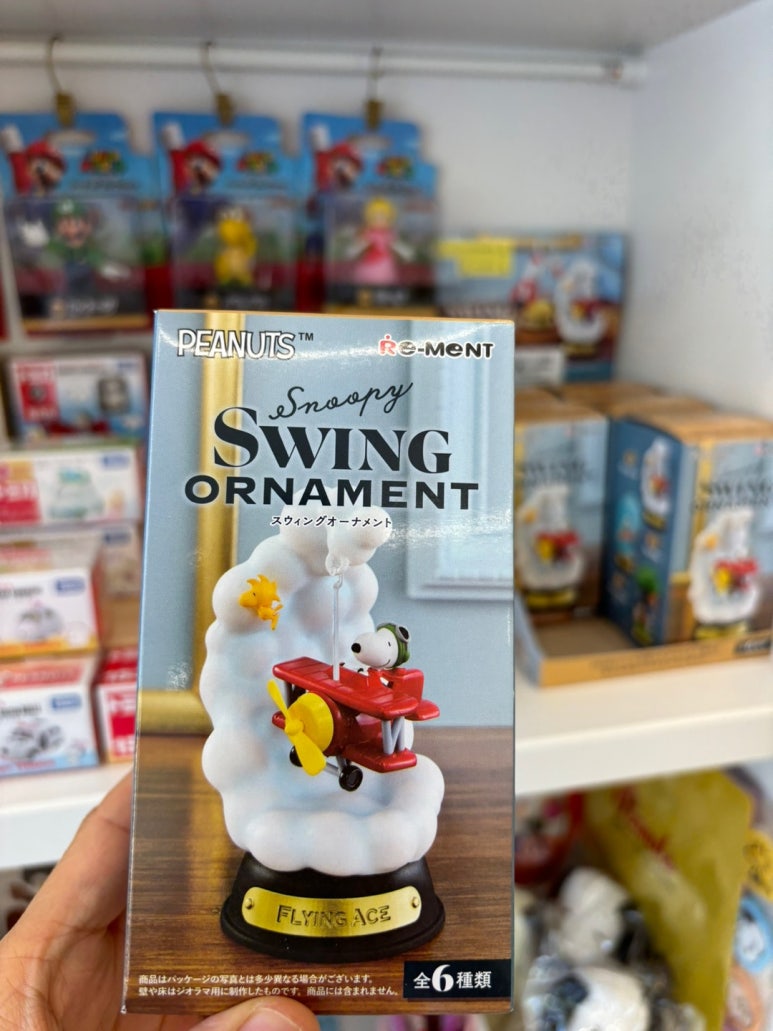 PEANUTS™
Re-MeNT
Snoopy
SWING
ORNAMENT
スウィングオーナメント
FLYING ACE
商品はパッケージの写真とは多少異なる場合がございます。
壁や床はジオラマ用に制作したものです。商品には含まれません。
全6種類
SWING
ORNAMENT